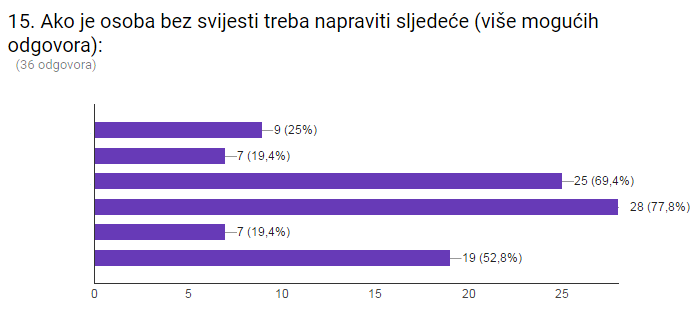 15. Ako je osoba bez svijesti treba napraviti sljedeće (više mogućih
odgovora):
(36 odgovora)
9 (25%)
7 (19,4%)
25 (69,4%)
28 (77,8%)
7 (19,4%)
19 (52,8%)
0 5 10 15 20 25